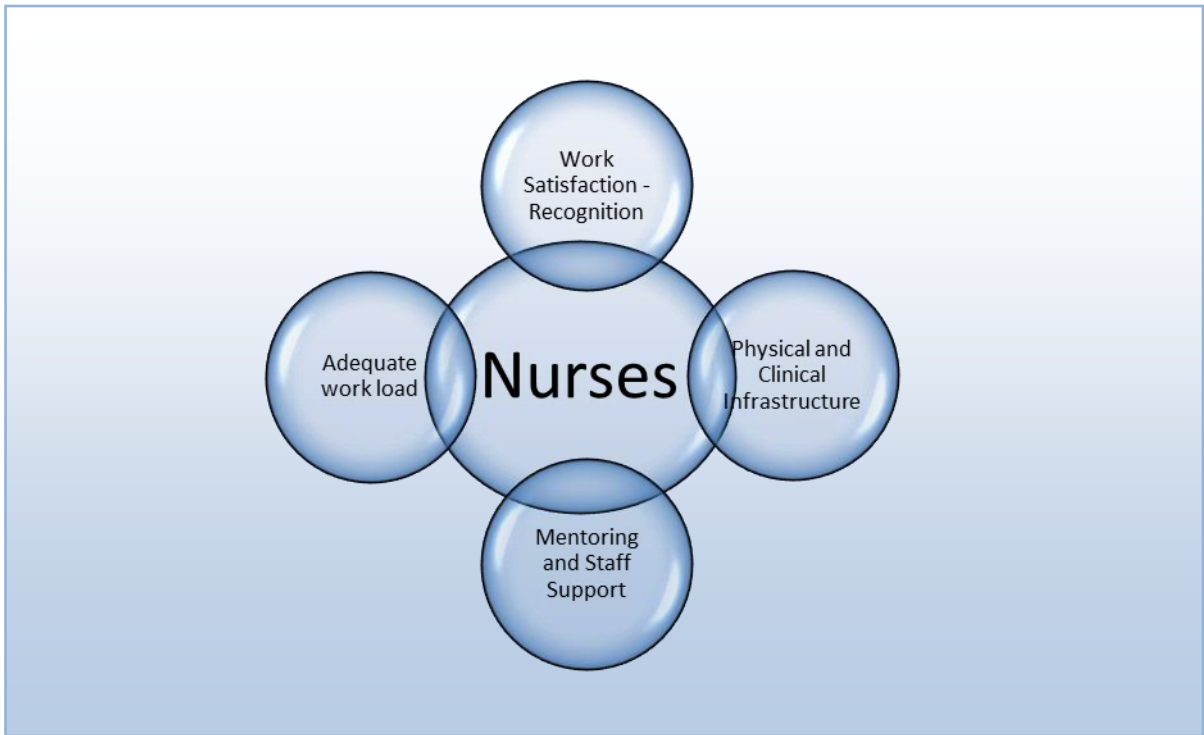 Work
Satisfaction -
Recognition
Adequate
work load
Nurses
Physical and
Clinical
Infrastructure
Mentoring
and Staff
Support